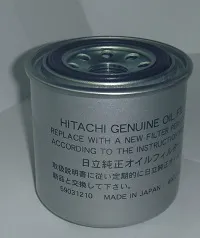 HITACHI GENUINE OIL
REPLACE WITH A NEW FILTER
ACCORDING TO THE INSTRUCTION
日立純正オイルフィルタ
取扱説明書に従い定期的に日立純正
新品と交換して下さい。
59031210 MADE IN JAPAN